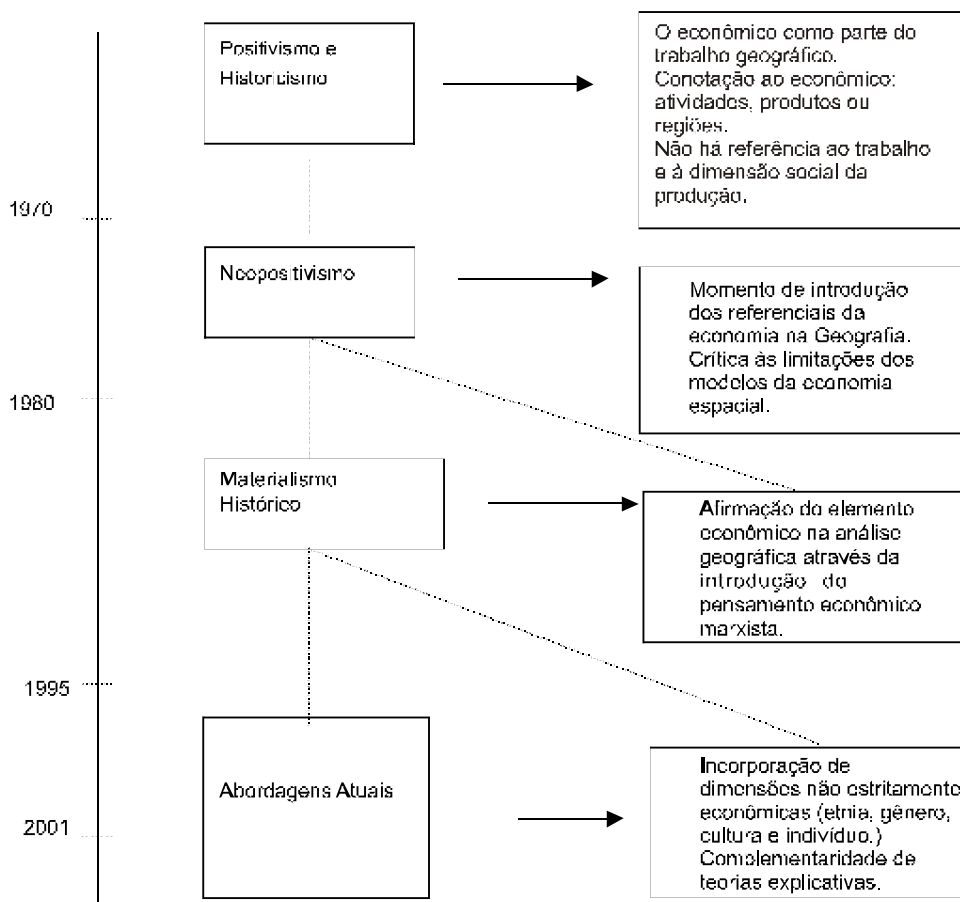 Positivismo e
Historicismo
O econômico como parte do
trabalho geográfico.
Conotação ao econômico:
atividades, produtos ou
regiões.
Não há referência ao trabalho
e à dimensão social da
produção.
1970
Neopositivismo
Momento de introdução
dos referenciais da
economia na Geografia.
Crítica às limitações dos
modelos da economia
espacial.
1980
Materialismo
Histórico
Afirmação do elemento
econômico na análise
geográfica através da
introdução do
pensamento econômico
marxista.
1995
Abordagens Atuais
Incorporação de
dimensões não estritamente
econômicas (etnia, gênero,
cultura e indivíduo.)
Complementaridade de
teorias explicativas.
2001